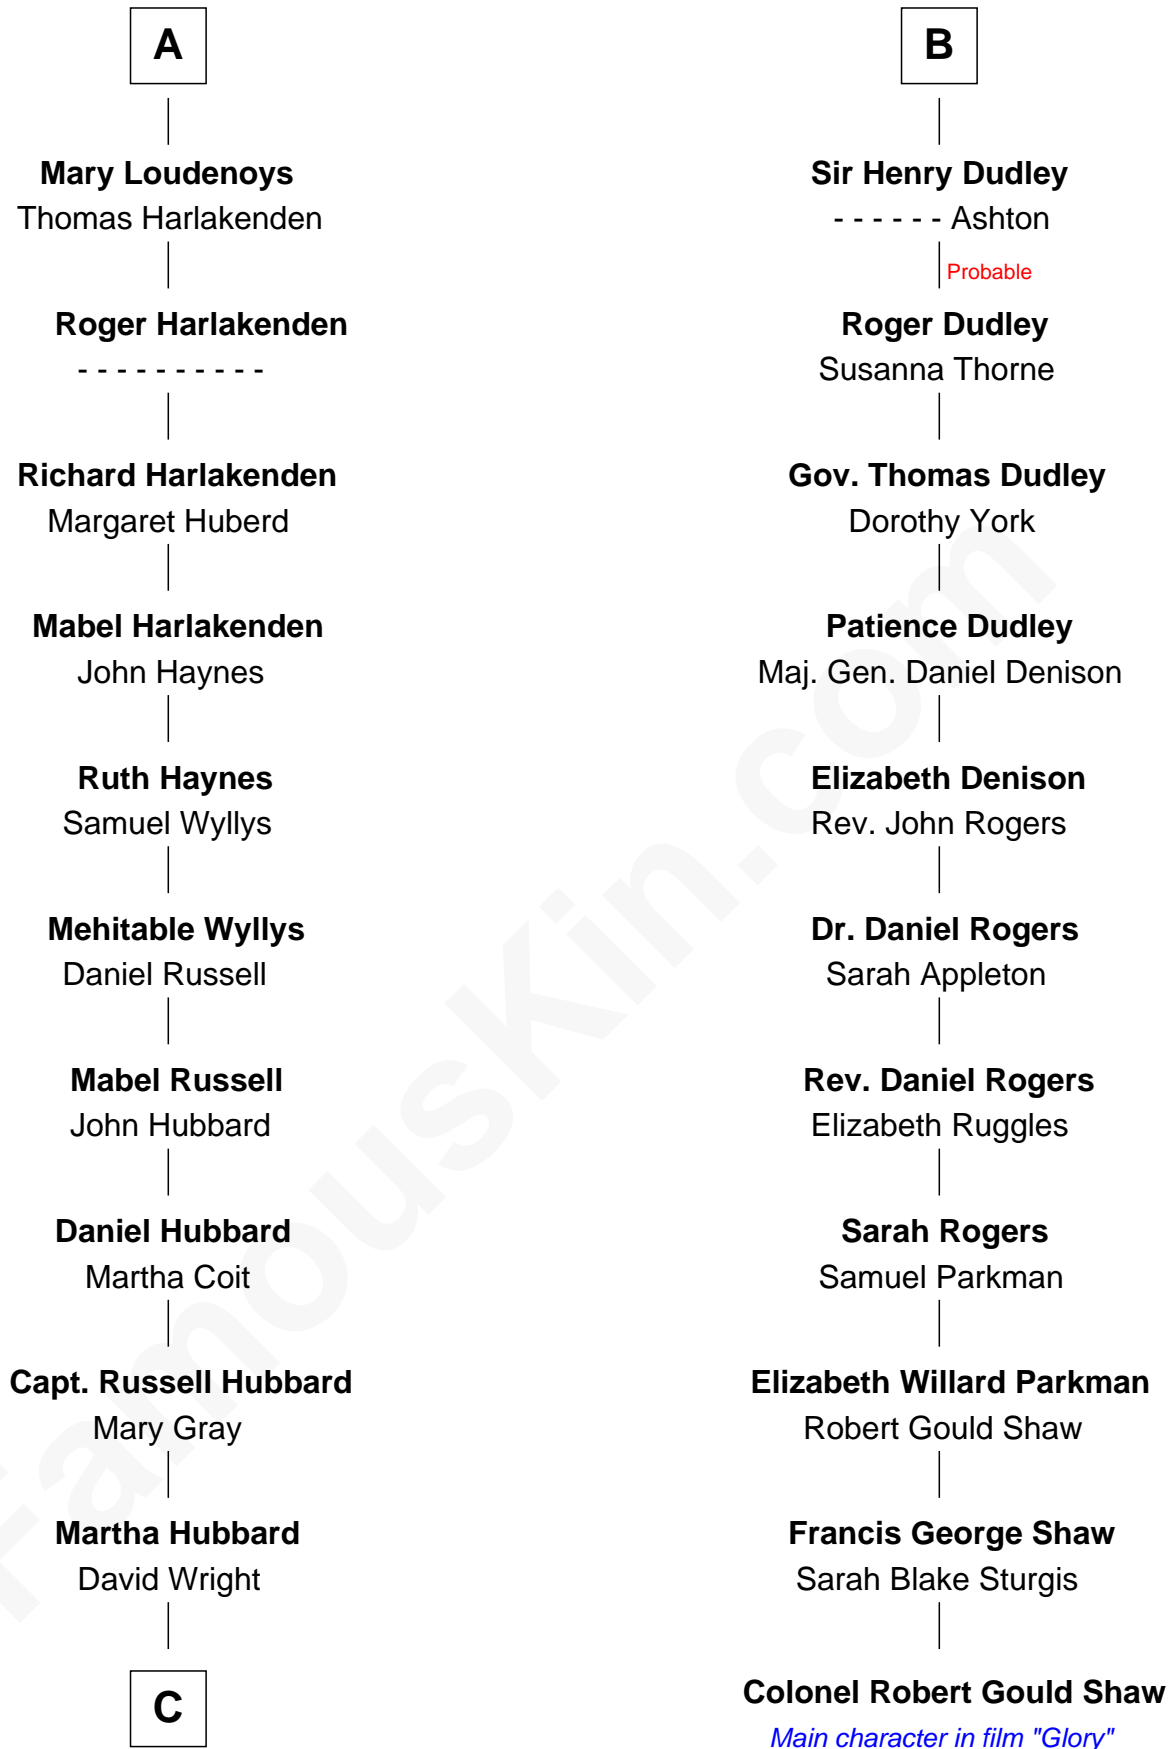 A
Mary Loudenoys
Thomas Harlakenden
Roger Harlakenden
- - - - - - - - - -
Richard Harlakenden
Margaret Huberd
Mabel Harlakenden
John Haynes
Ruth Haynes
Samuel Wyllys
Mehitable Wyllys
Daniel Russell
Mabel Russell
John Hubbard
Daniel Hubbard
Martha Coit
Capt. Russell Hubbard
Mary Gray
Martha Hubbard
David Wright
C
B
Sir Henry Dudley
- - - - - - Ashton
Probable
Roger Dudley
Susanna Thorne
Gov. Thomas Dudley
Dorothy York
Patience Dudley
Maj. Gen. Daniel Denison
Elizabeth Denison
Rev. John Rogers
Dr. Daniel Rogers
Sarah Appleton
Rev. Daniel Rogers
Elizabeth Ruggles
Sarah Rogers
Samuel Parkman
Elizabeth Willard Parkman
Robert Gould Shaw
Francis George Shaw
Sarah Blake Sturgis
Colonel Robert Gould Shaw
Main character in film "Glory"
FamousKin.com